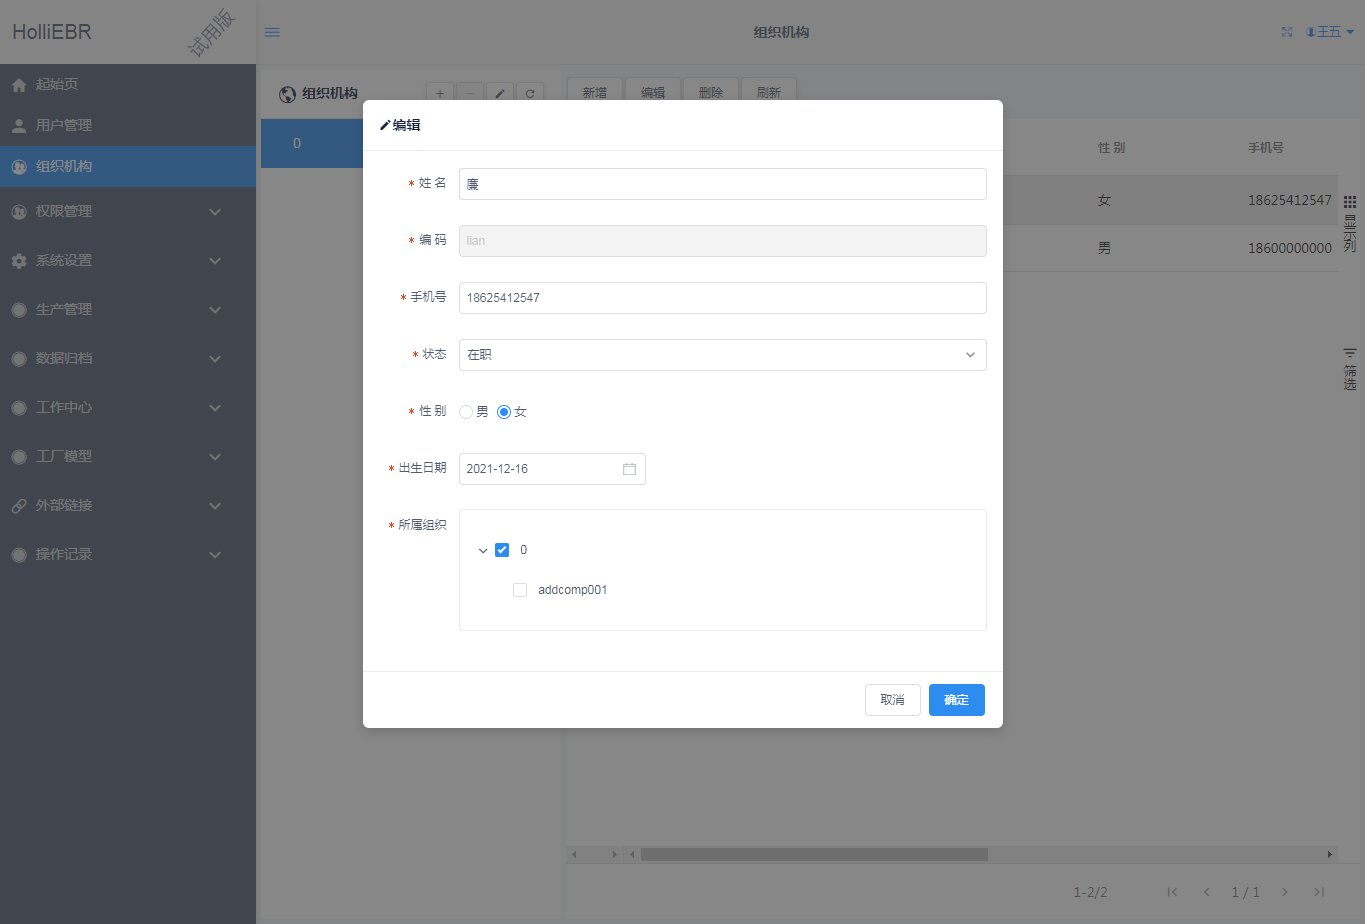 HolliEBR
试用版
组织机构
王五
起始页
用户管理
组织机构
权限管理
系统设置
生产管理
数据归档
工作中心
工厂模型
外部链接
操作记录
组织机构
0
新增 编辑 删除 刷新
性别 手机号
女 18625412547
男 18600000000
显示列
筛选
编辑
* 姓 名 廉
* 编 码 lian
* 手机号 18625412547
* 状态 在职
* 性 别 男 女
* 出生日期 2021-12-16
* 所属组织 0
addcomp001
取消 确定
1-2/2 1 / 1